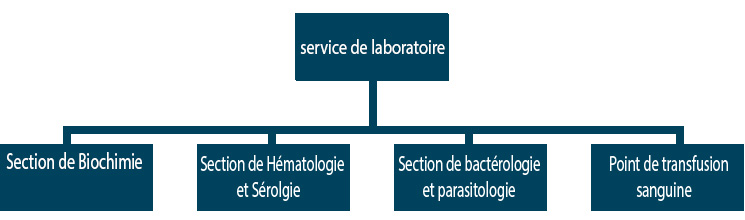 service de laboratoire
Section de Biochimie
Section de Hématologie
et Sérolgie
Section de bactérologie
et parasitologie
Point de transfusion
sanguine